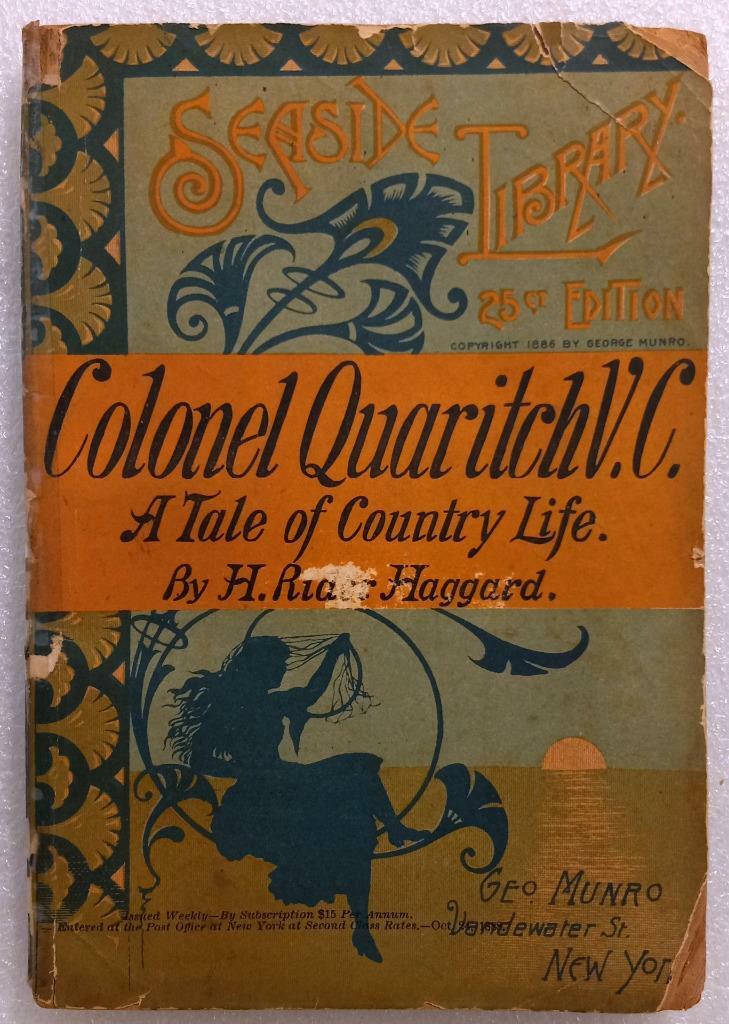 SEASIDE
LIBRARY.
25CT EDITION
COPYRIGHT 1886 BY GEORGE MUNRO.
Colonel Quaritch V.C.
A Tale of Country Life.
By H. Rider Haggard.
GEO. MUNRO
Vandewater St.
NEW YOR
Issued Weekly—By Subscription $15 Per Annum.
Entered at the Post Office at New York at Second Class Rates.—Oct.